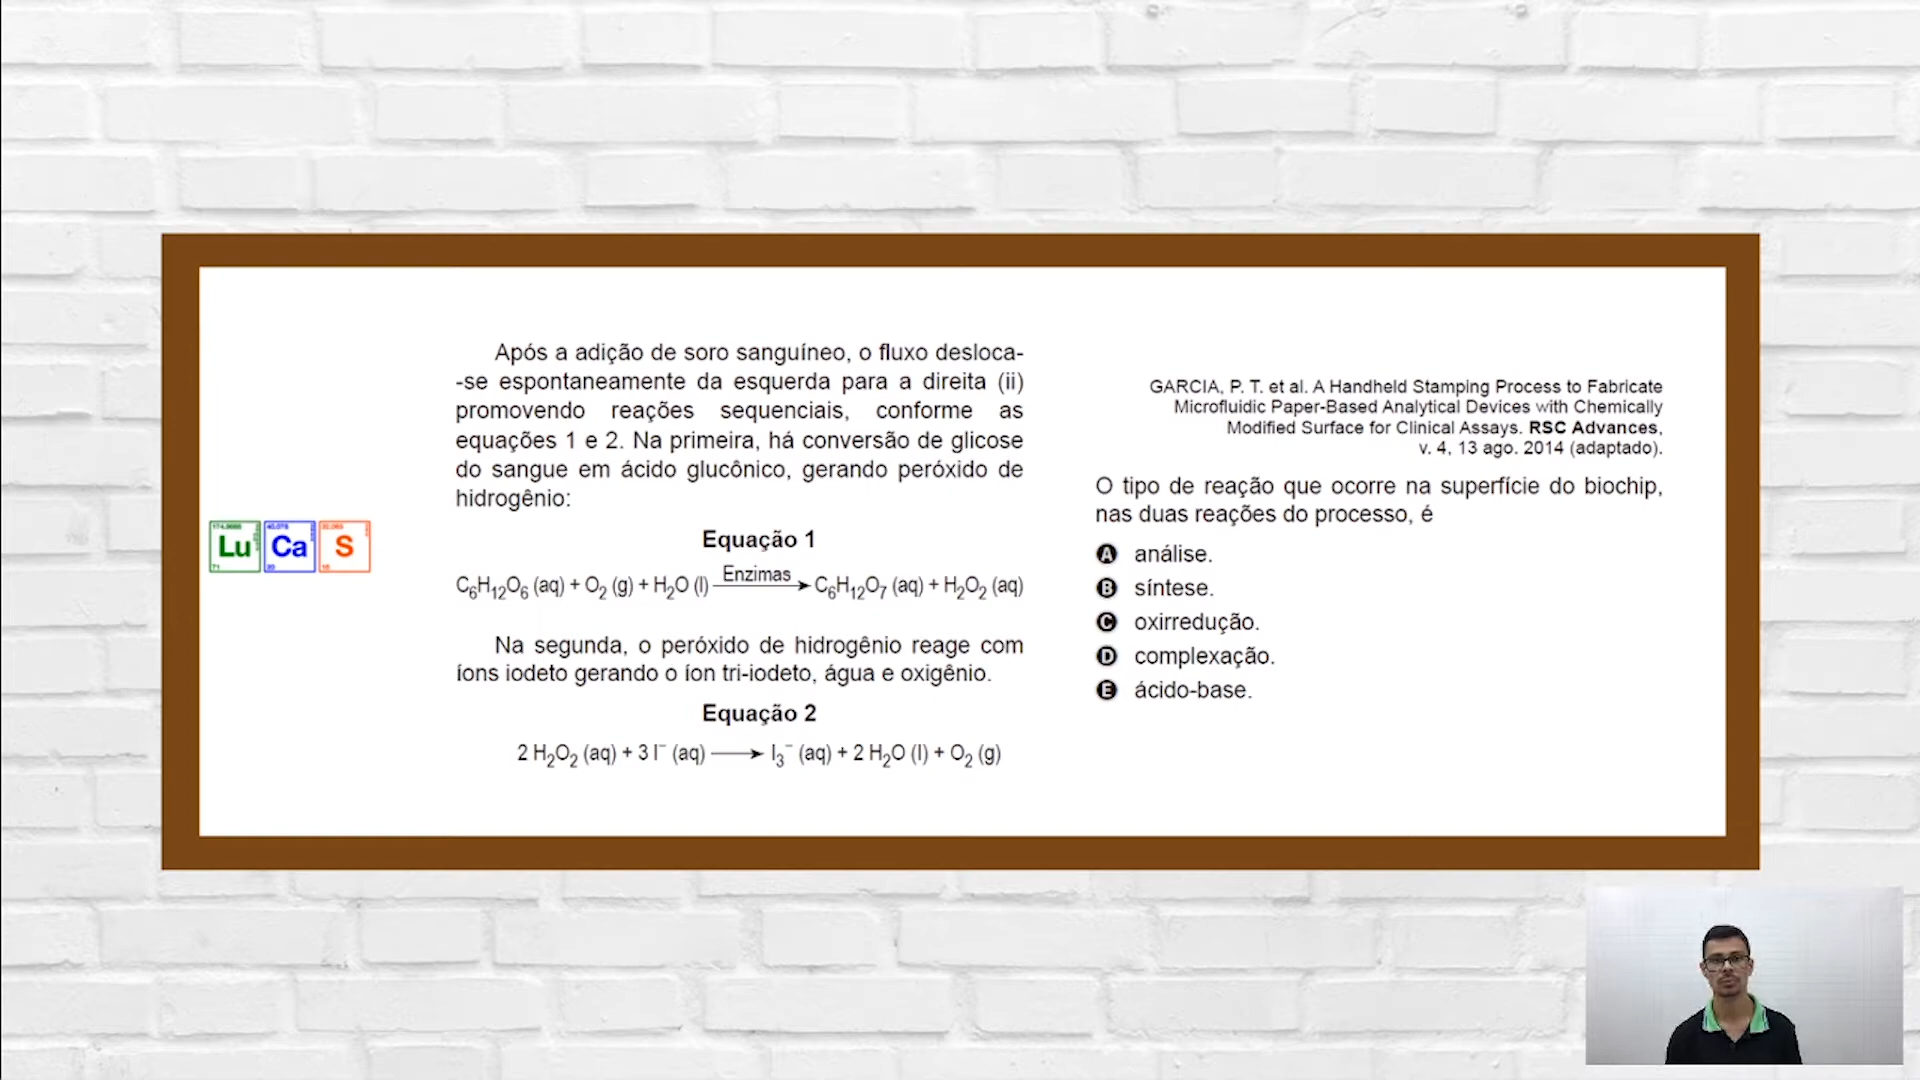 Após a adição de soro sanguíneo, o fluxo desloca-
-se espontaneamente da esquerda para a direita (ii)
promovendo reações sequenciais, conforme as
equações 1 e 2. Na primeira, há conversão de glicose
do sangue em ácido glucônico, gerando peróxido de
hidrogênio:
Equação 1
C₆H₁₂O₆ (aq) + O₂ (g) + H₂O (l) Enzimas → C₆H₁₂O₇ (aq) + H₂O₂ (aq)
Na segunda, o peróxido de hidrogênio reage com
íons iodeto gerando o íon tri-iodeto, água e oxigênio.
Equação 2
2 H₂O₂ (aq) + 3 I⁻ (aq) → I₃⁻ (aq) + 2 H₂O (l) + O₂ (g)
GARCIA, P. T. et al. A Handheld Stamping Process to Fabricate
Microfluidic Paper-Based Analytical Devices with Chemically
Modified Surface for Clinical Assays. RSC Advances,
v. 4, 13 ago. 2014 (adaptado).
O tipo de reação que ocorre na superfície do biochip,
nas duas reações do processo, é
A análise.
B síntese.
C oxirredução.
D complexação.
E ácido-base.
Lu Ca S